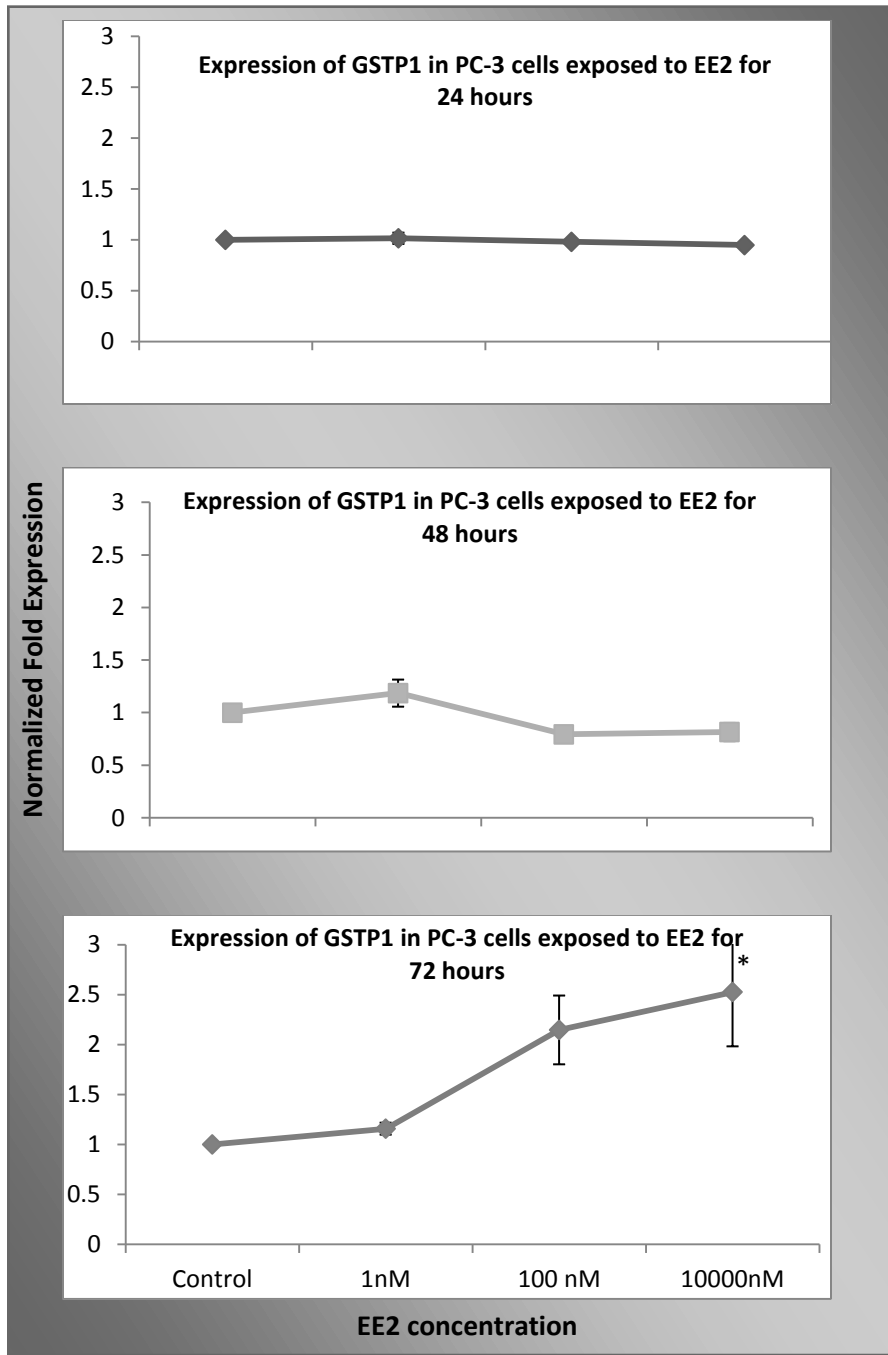 Normalized Fold Expression
Expression of GSTP1 in PC-3 cells exposed to EE2 for
24 hours
3
2.5
2
1.5
1
0.5
0
Expression of GSTP1 in PC-3 cells exposed to EE2 for
48 hours
3
2.5
2
1.5
1
0.5
0
Expression of GSTP1 in PC-3 cells exposed to EE2 for
72 hours
3
2.5
2
1.5
1
0.5
0
*
Control 1nM 100 nM 10000nM
EE2 concentration